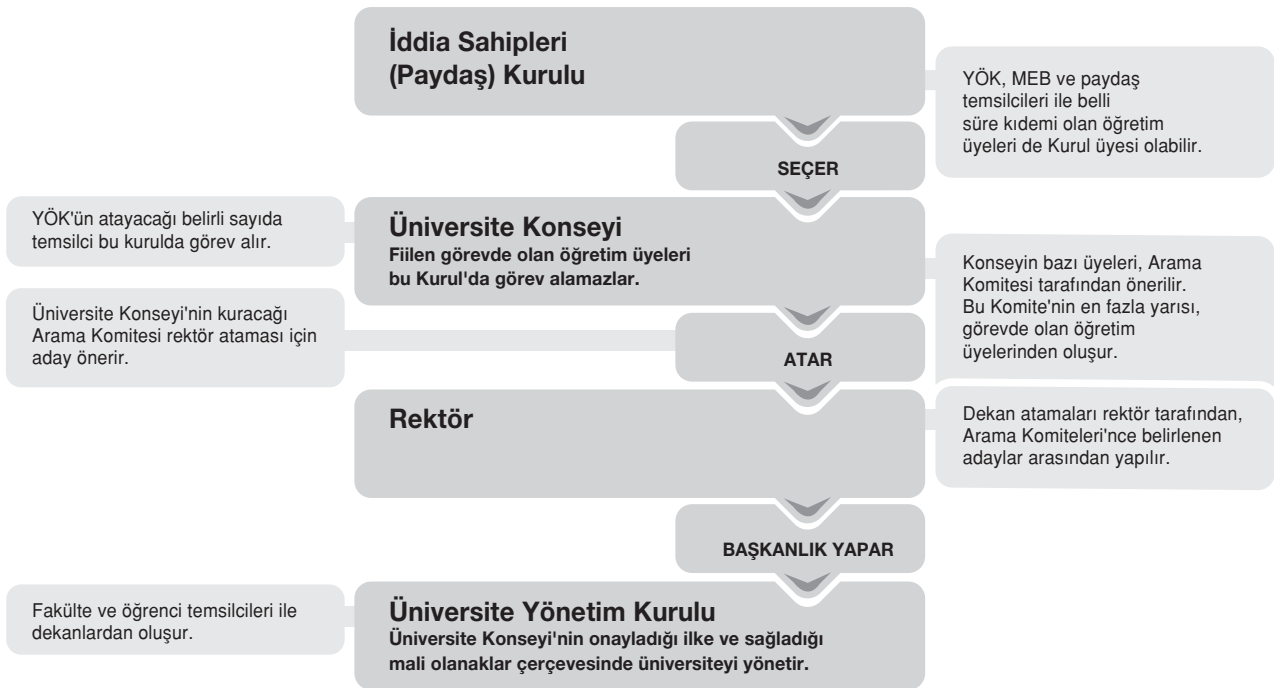 İddia Sahipleri
(Paydaş) Kurulu
YÖK, MEB ve paydaş
temsilcileri ile belli
süre kıdemi olan öğretim
üyeleri de Kurul üyesi olabilir.
SEÇER
YÖK'ün atayacağı belirli sayıda
temsilci bu kurulda görev alır.
Üniversite Konseyi
Fiilen görevde olan öğretim üyeleri
bu Kurul'da görev alamazlar.
Konseyin bazı üyeleri, Arama
Komitesi tarafından önerilir.
Bu Komite'nin en fazla yarısı,
görevde olan öğretim
üyelerinden oluşur.
Üniversite Konseyi'nin kuracağı
Arama Komitesi rektör ataması için
aday önerir.
ATAR
Rektör
Dekan atamaları rektör tarafından,
Arama Komiteleri'nce belirlenen
adaylar arasından yapılır.
BAŞKANLIK YAPAR
Fakülte ve öğrenci temsilcileri ile
dekanlardan oluşur.
Üniversite Yönetim Kurulu
Üniversite Konseyi'nin onayladığı ilke ve sağladığı
mali olanaklar çerçevesinde üniversiteyi yönetir.